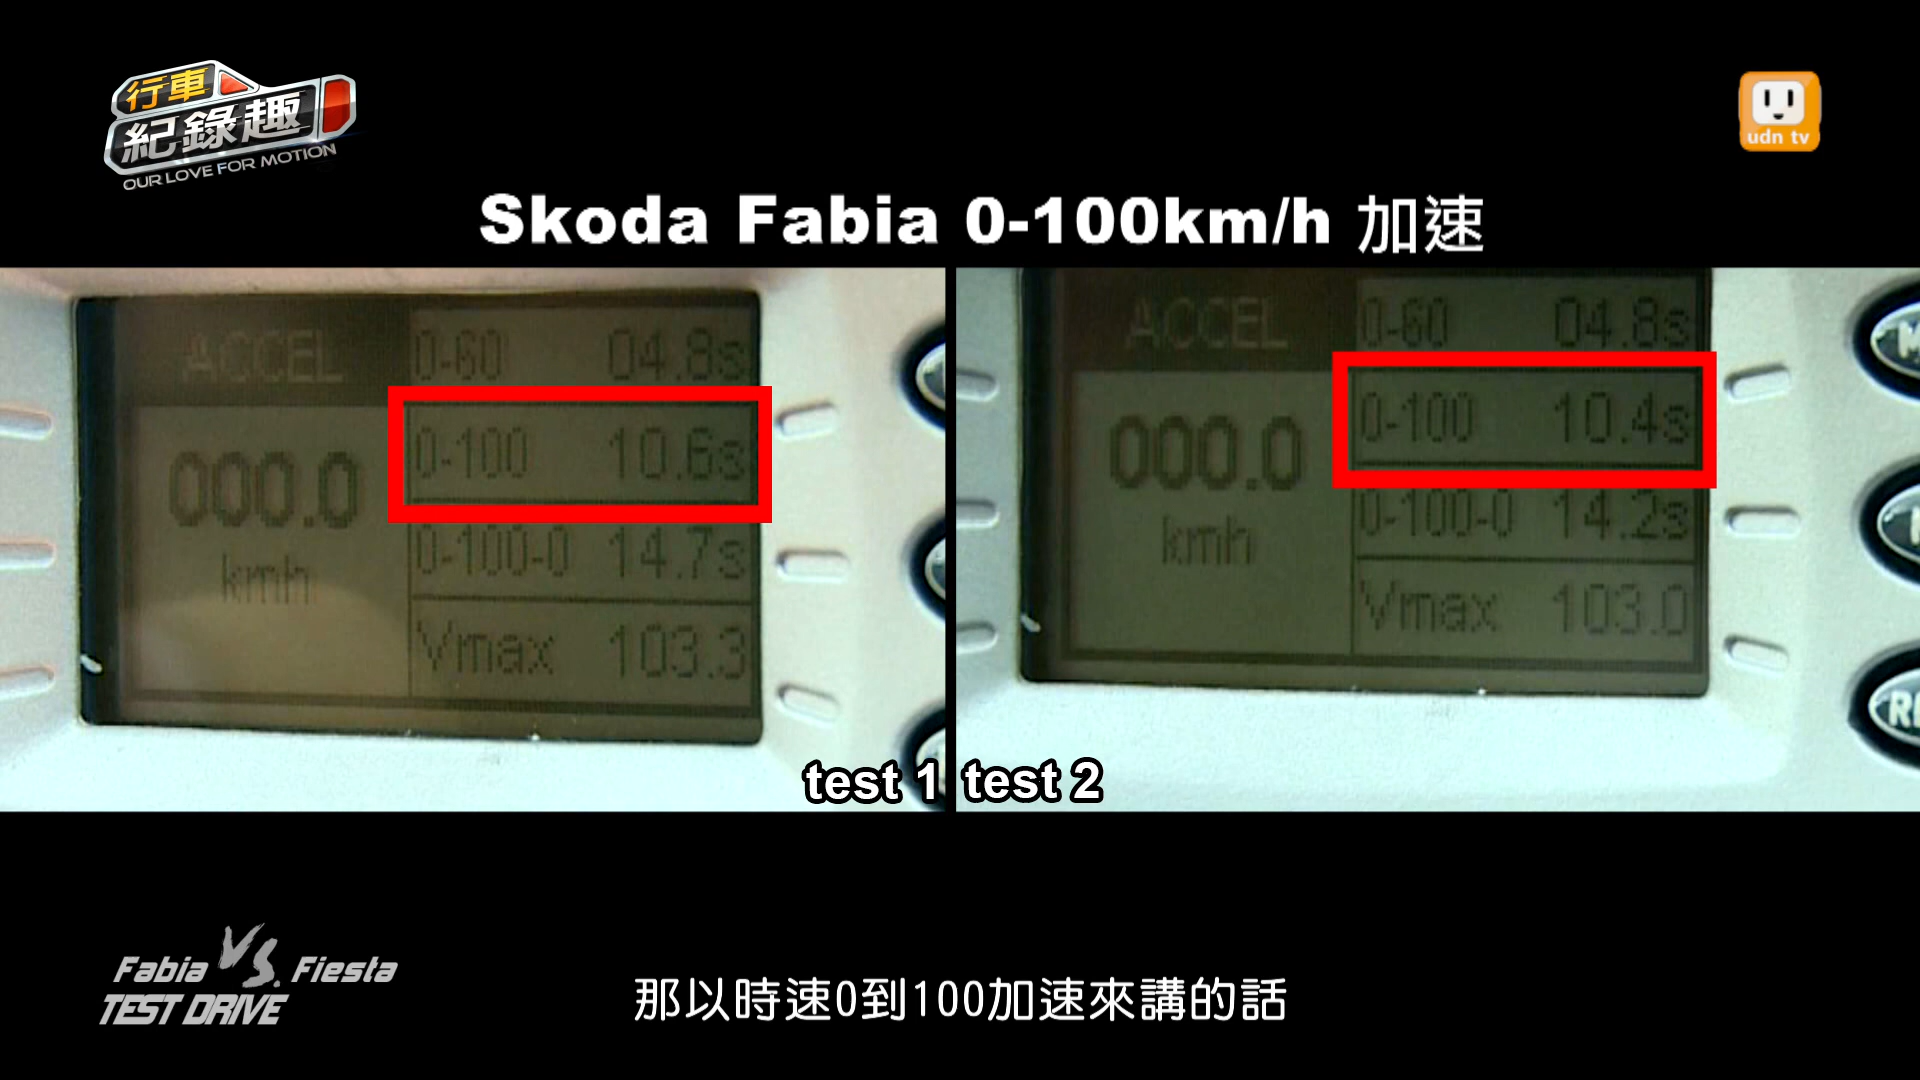 行車
紀錄趣
OUR LOVE FOR MOTION
udn tv
Skoda Fabia 0-100km/h 加速
ACCEL
0-60 04.8s
0-100 10.6s
000.0
kmh
0-100-0 14.7s
Vmax 103.3
test 1
ACCEL
0-60 04.8s
0-100 10.4s
000.0
kmh
0-100-0 14.2s
Vmax 103.0
test 2
Fabia VS. Fiesta
TEST DRIVE
那以時速0到100加速來講的話